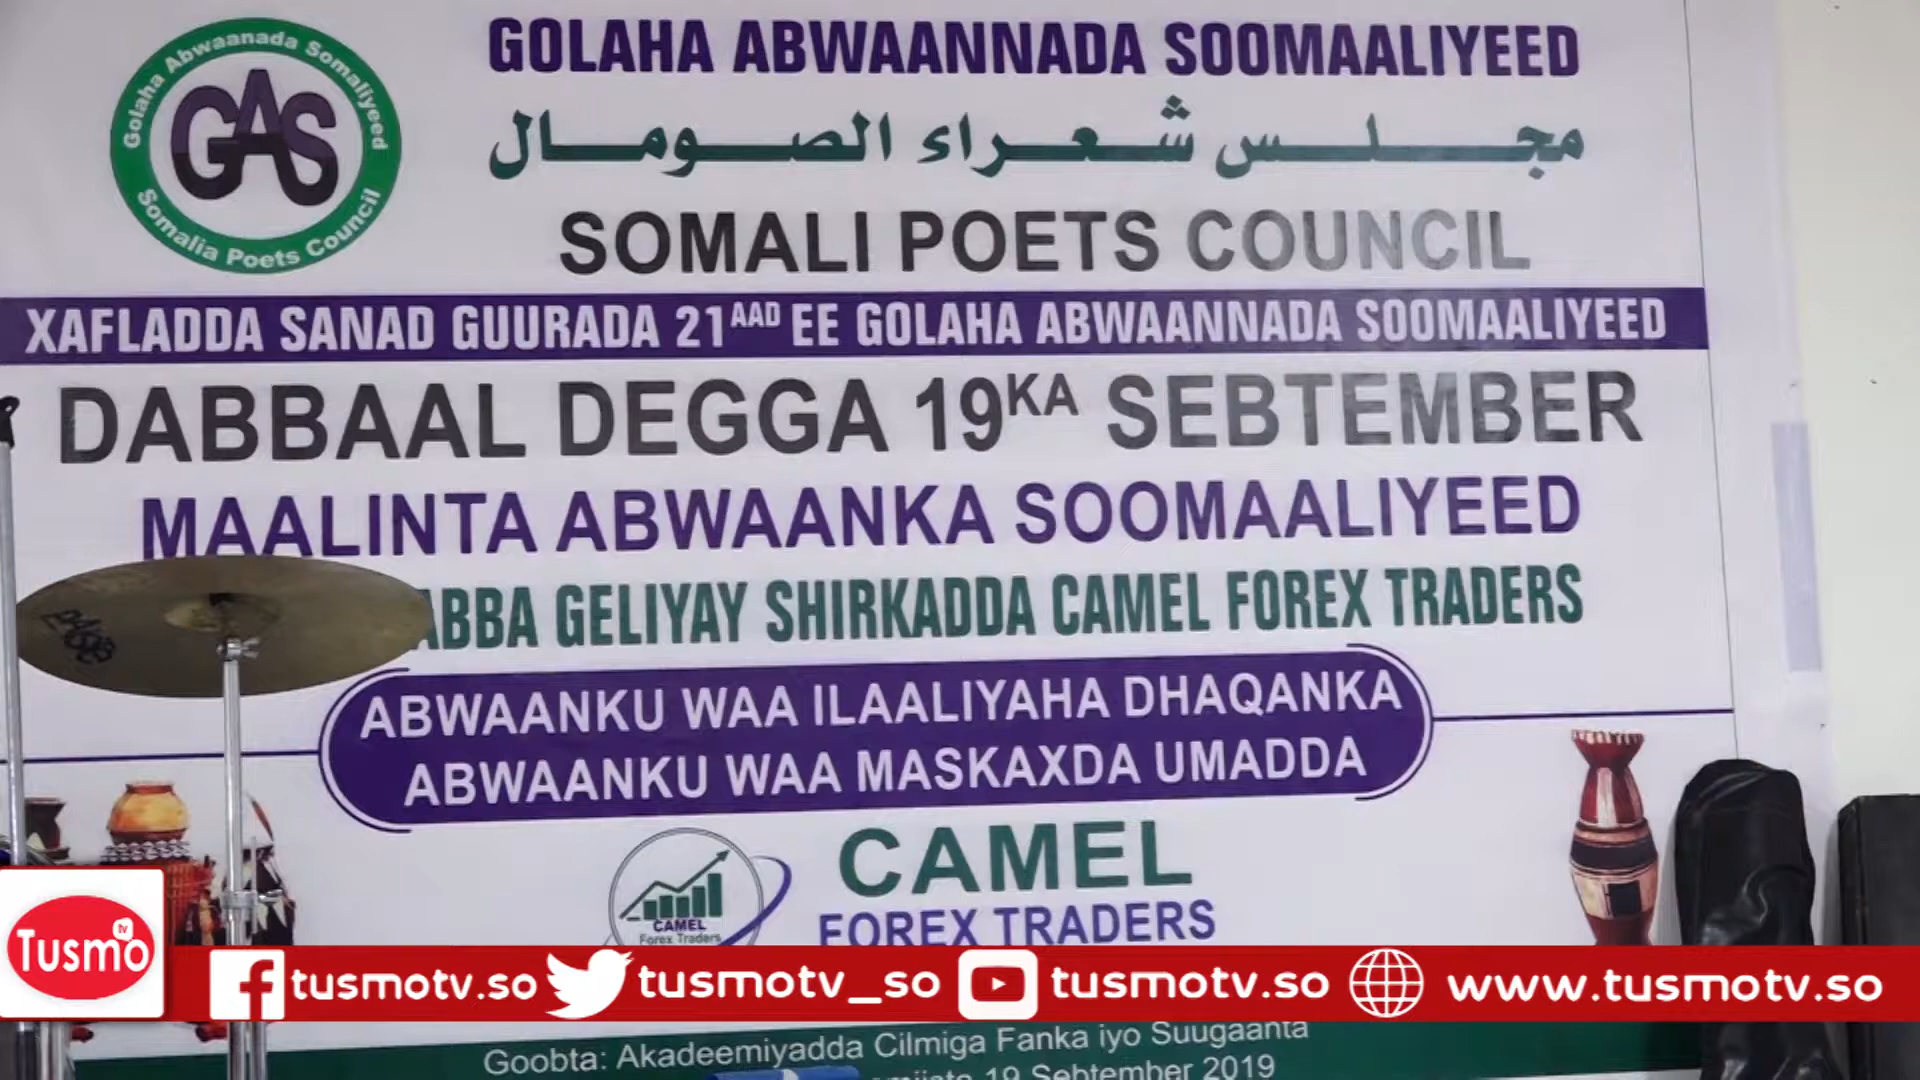 Golaha Abwaanada Somaliyeed
GAS
Somalia Poets Council
GOLAHA ABWAANNADA SOOMAALIYEED
مجلس شعراء الصومال
SOMALI POETS COUNCIL
XAFLADDA SANAD GUURADA 21AAD EE GOLAHA ABWAANNADA SOOMAALIYEED
DABBAAL DEGGA 19KA SEBTEMBER
MAALINTA ABWAANKA SOOMAALIYEED
ABBA GELIYAY SHIRKADDA CAMEL FOREX TRADERS
ABWAANKU WAA ILAALIYAHA DHAQANKA
ABWAANKU WAA MASKAXDA UMADDA
CAMEL
Forex Traders
CAMEL
FOREX TRADERS
Tusmo tv
tusmotv.so tusmotv_so tusmotv.so www.tusmotv.so
Goobta: Akadeemiyadda Cilmiga Fanka iyo Suugaanta
19 Sebtember 2019